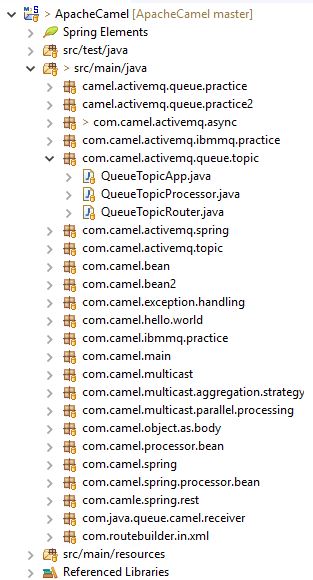 ApacheCamel [ApacheCamel master]
Spring Elements
src/test/java
> src/main/java
camel.activemq.queue.practice
camel.activemq.queue.practice2
> com.camel.activemq.async
com.camel.activemq.ibmmq.practice
com.camel.activemq.queue.topic
QueueTopicApp.java
QueueTopicProcessor.java
QueueTopicRouter.java
com.camel.activemq.spring
com.camel.activemq.topic
com.camel.bean
com.camel.bean2
com.camel.exception.handling
com.camel.hello.world
com.camel.ibmmq.practice
com.camel.main
com.camel.multicast
com.camel.multicast.aggregation.strategy
com.camel.multicast.parallel.processing
com.camel.object.as.body
com.camel.processor.bean
com.camel.spring
com.camel.spring.processor.bean
com.camle.spring.rest
com.java.queue.camel.receiver
com.routebuilder.in.xml
src/main/resources
Referenced Libraries